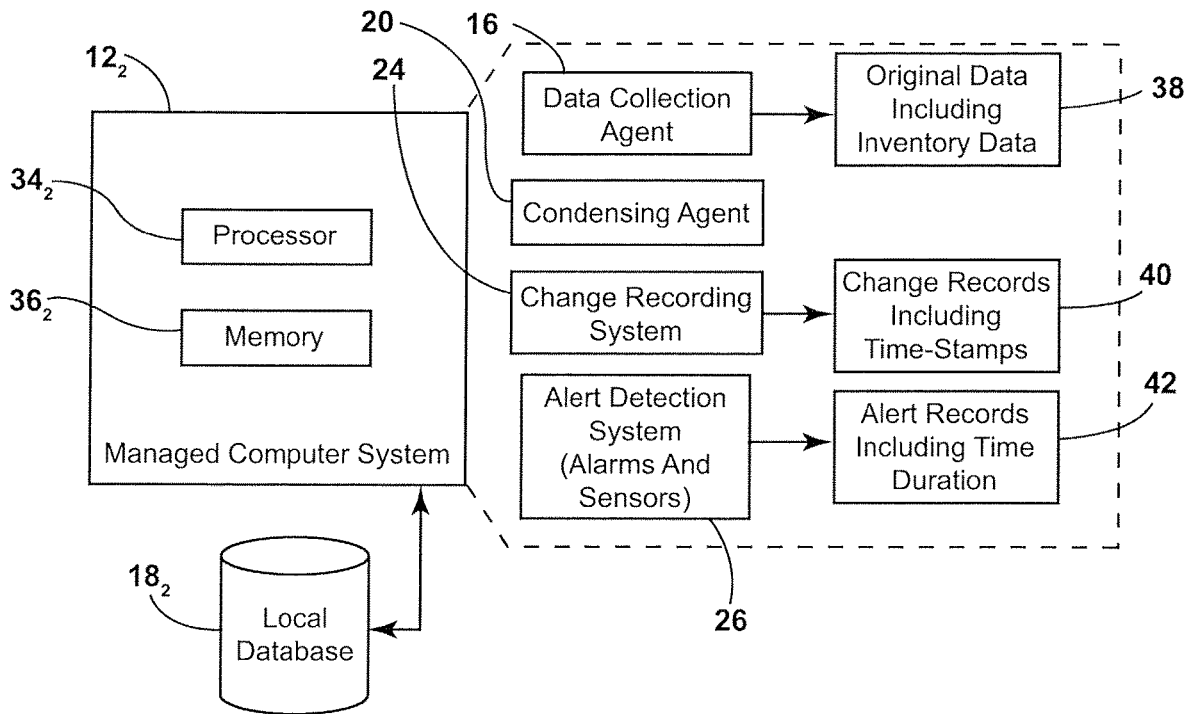 20
16
12₂
24
Data Collection
Agent
Original Data
Including
Inventory Data
38
34₂
Processor
Condensing Agent
36₂
Memory
Change Recording
System
Change Records
Including
Time-Stamps
40
Managed Computer System
Alert Detection
System
(Alarms And
Sensors)
Alert Records
Including Time
Duration
42
18₂
Local
Database
26